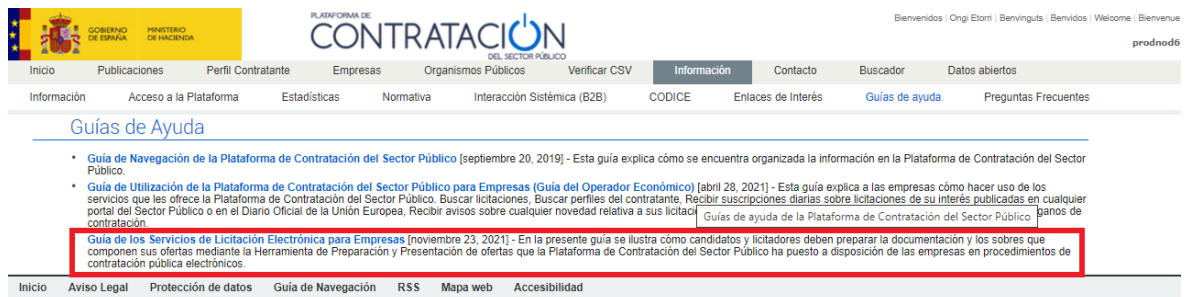 Bienvenidos | Ongi Etorri | Benvinguts | Benvidos | Welcome | Bienvenue
GOBIERNO DE ESPAÑA
MINISTERIO DE HACIENDA
PLATAFORMA DE
CONTRATACIÓN
DEL SECTOR PÚBLICO
prodnod6
Inicio Publicaciones Perfil Contratante Empresas Organismos Públicos Verificar CSV Información Contacto Buscador Datos abiertos
Información Acceso a la Plataforma Estadísticas Normativa Interacción Sistémica (B2B) CODICE Enlaces de Interés Guías de ayuda Preguntas Frecuentes
Guías de Ayuda
• Guía de Navegación de la Plataforma de Contratación del Sector Público [septiembre 20, 2019] - Esta guía explica cómo se encuentra organizada la información en la Plataforma de Contratación del Sector
Público.
• Guía de Utilización de la Plataforma de Contratación del Sector Público para Empresas (Guía del Operador Económico) [abril 28, 2021] - Esta guía explica a las empresas cómo hacer uso de los
servicios que les ofrece la Plataforma de Contratación del Sector Público. Buscar licitaciones, Buscar perfiles del contratante, Recibir suscripciones diarias sobre licitaciones de su interés publicadas en cualquier
portal del Sector Público o en el Diario Oficial de la Unión Europea, Recibir avisos sobre cualquier novedad relativa a sus
Guías de ayuda de la Plataforma de Contratación del Sector Público
de
contratación.
Guía de los Servicios de Licitación Electrónica para Empresas [noviembre 23, 2021] - En la presente guía se ilustra cómo candidatos y licitadores deben preparar la documentación y los sobres que
componen sus ofertas mediante la Herramienta de Preparación y Presentación de ofertas que la Plataforma de Contratación del Sector Público ha puesto a disposición de las empresas en procedimientos de
contratación pública electrónicos.
Inicio Aviso Legal Protección de datos Guía de Navegación RSS Mapa web Accesibilidad